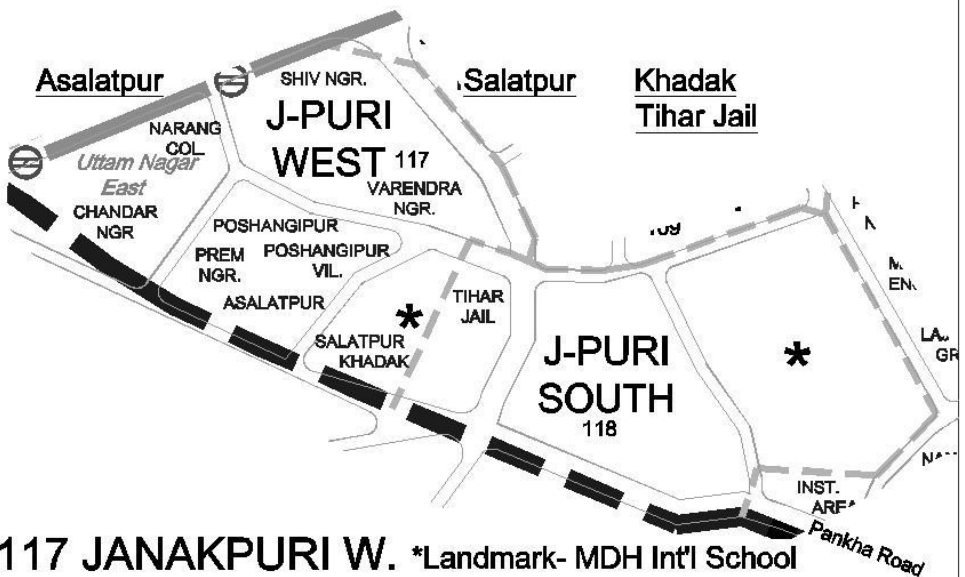 Asalatpur
Salatpur
Khadak
Tihar Jail
SHIV NGR.
J-PURI
WEST 117
NARANG
COL.
Uttam Nagar
East
VARENDRA
NGR.
CHANDAR
NGR
POSHANGIPUR
PREM
NGR.
POSHANGIPUR
VIL.
ASALATPUR
TIHAR
JAIL
*
SALATPUR
KHADAK
J-PURI
SOUTH
118
*
INST.
Pankha Road
117 JANAKPURI W. *Landmark- MDH Int'l School